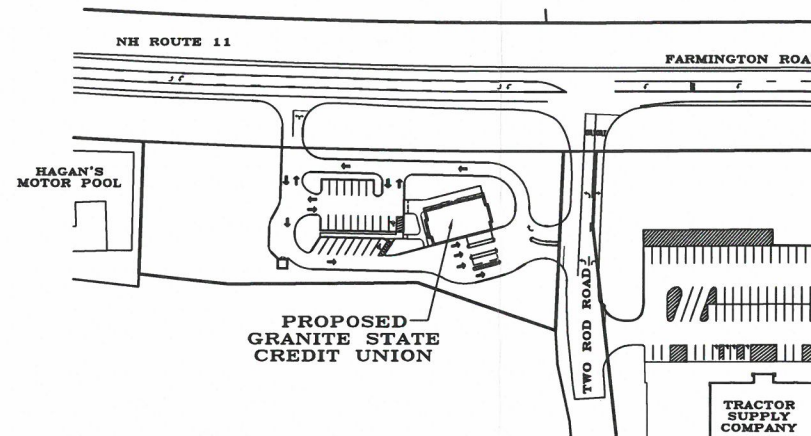 NH ROUTE 11
FARMINGTON ROA
HAGAN'S
MOTOR POOL
PROPOSED
GRANITE STATE
CREDIT UNION
TWO ROD ROAD
TRACTOR
SUPPLY
COMPANY